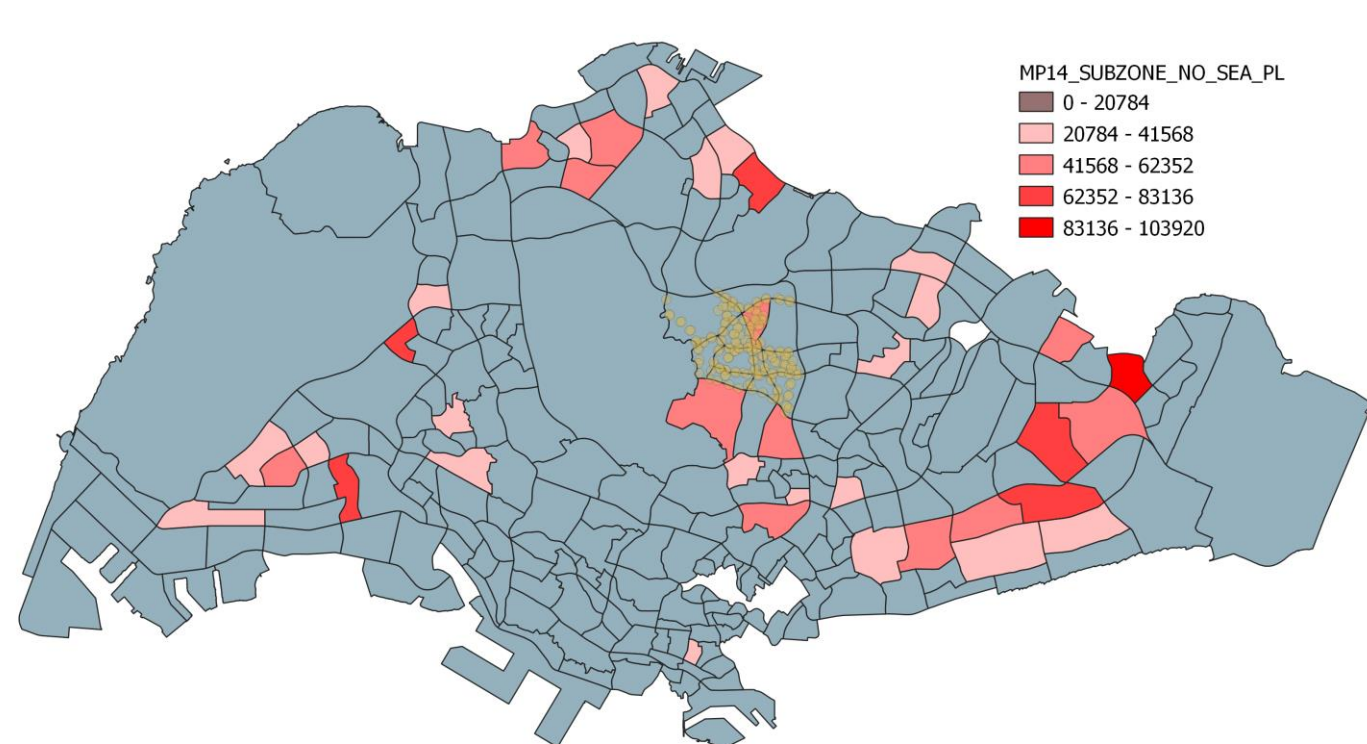 MP14_SUBZONE_NO_SEA_PL
0 - 20784
20784 - 41568
41568 - 62352
62352 - 83136
83136 - 103920